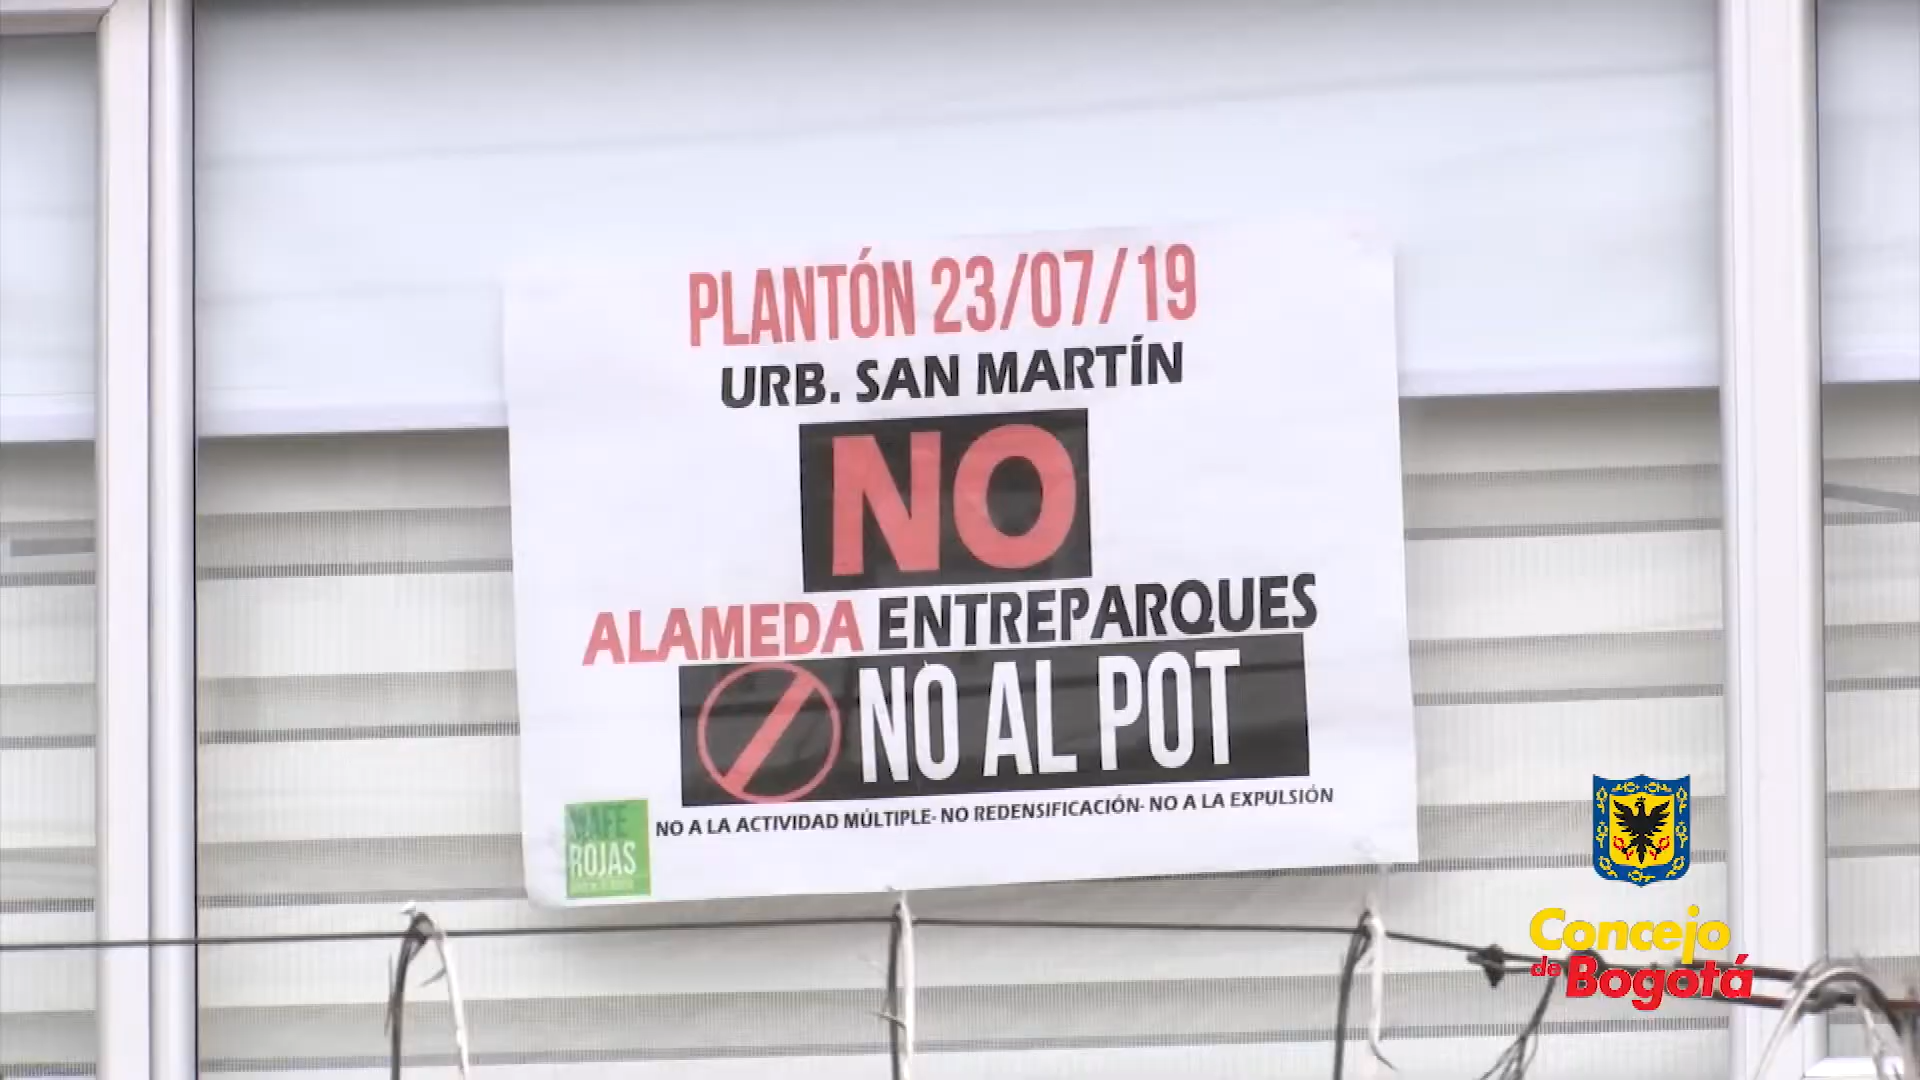 PLANTÓN 23/07/19
URB. SAN MARTÍN
NO
ALAMEDA ENTREPARQUES
NO AL POT
NO A LA ACTIVIDAD MÚLTIPLE- NO REDENSIFICACIÓN- NO A LA EXPULSIÓN
MAFE
ROJAS
Concejo
de Bogotá